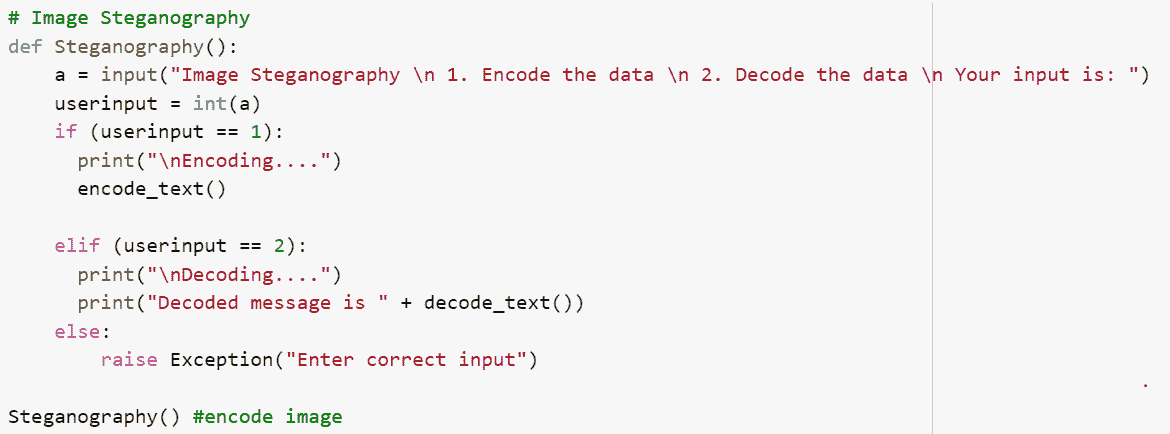 # Image Steganography
def Steganography():
    a = input("Image Steganography \n 1. Encode the data \n 2. Decode the data \n Your input is: ")
    userinput = int(a)
    if (userinput == 1):
      print("\nEncoding....")
      encode_text()

    elif (userinput == 2):
      print("\nDecoding....")
      print("Decoded message is " + decode_text())
    else:
        raise Exception("Enter correct input")

Steganography() #encode image